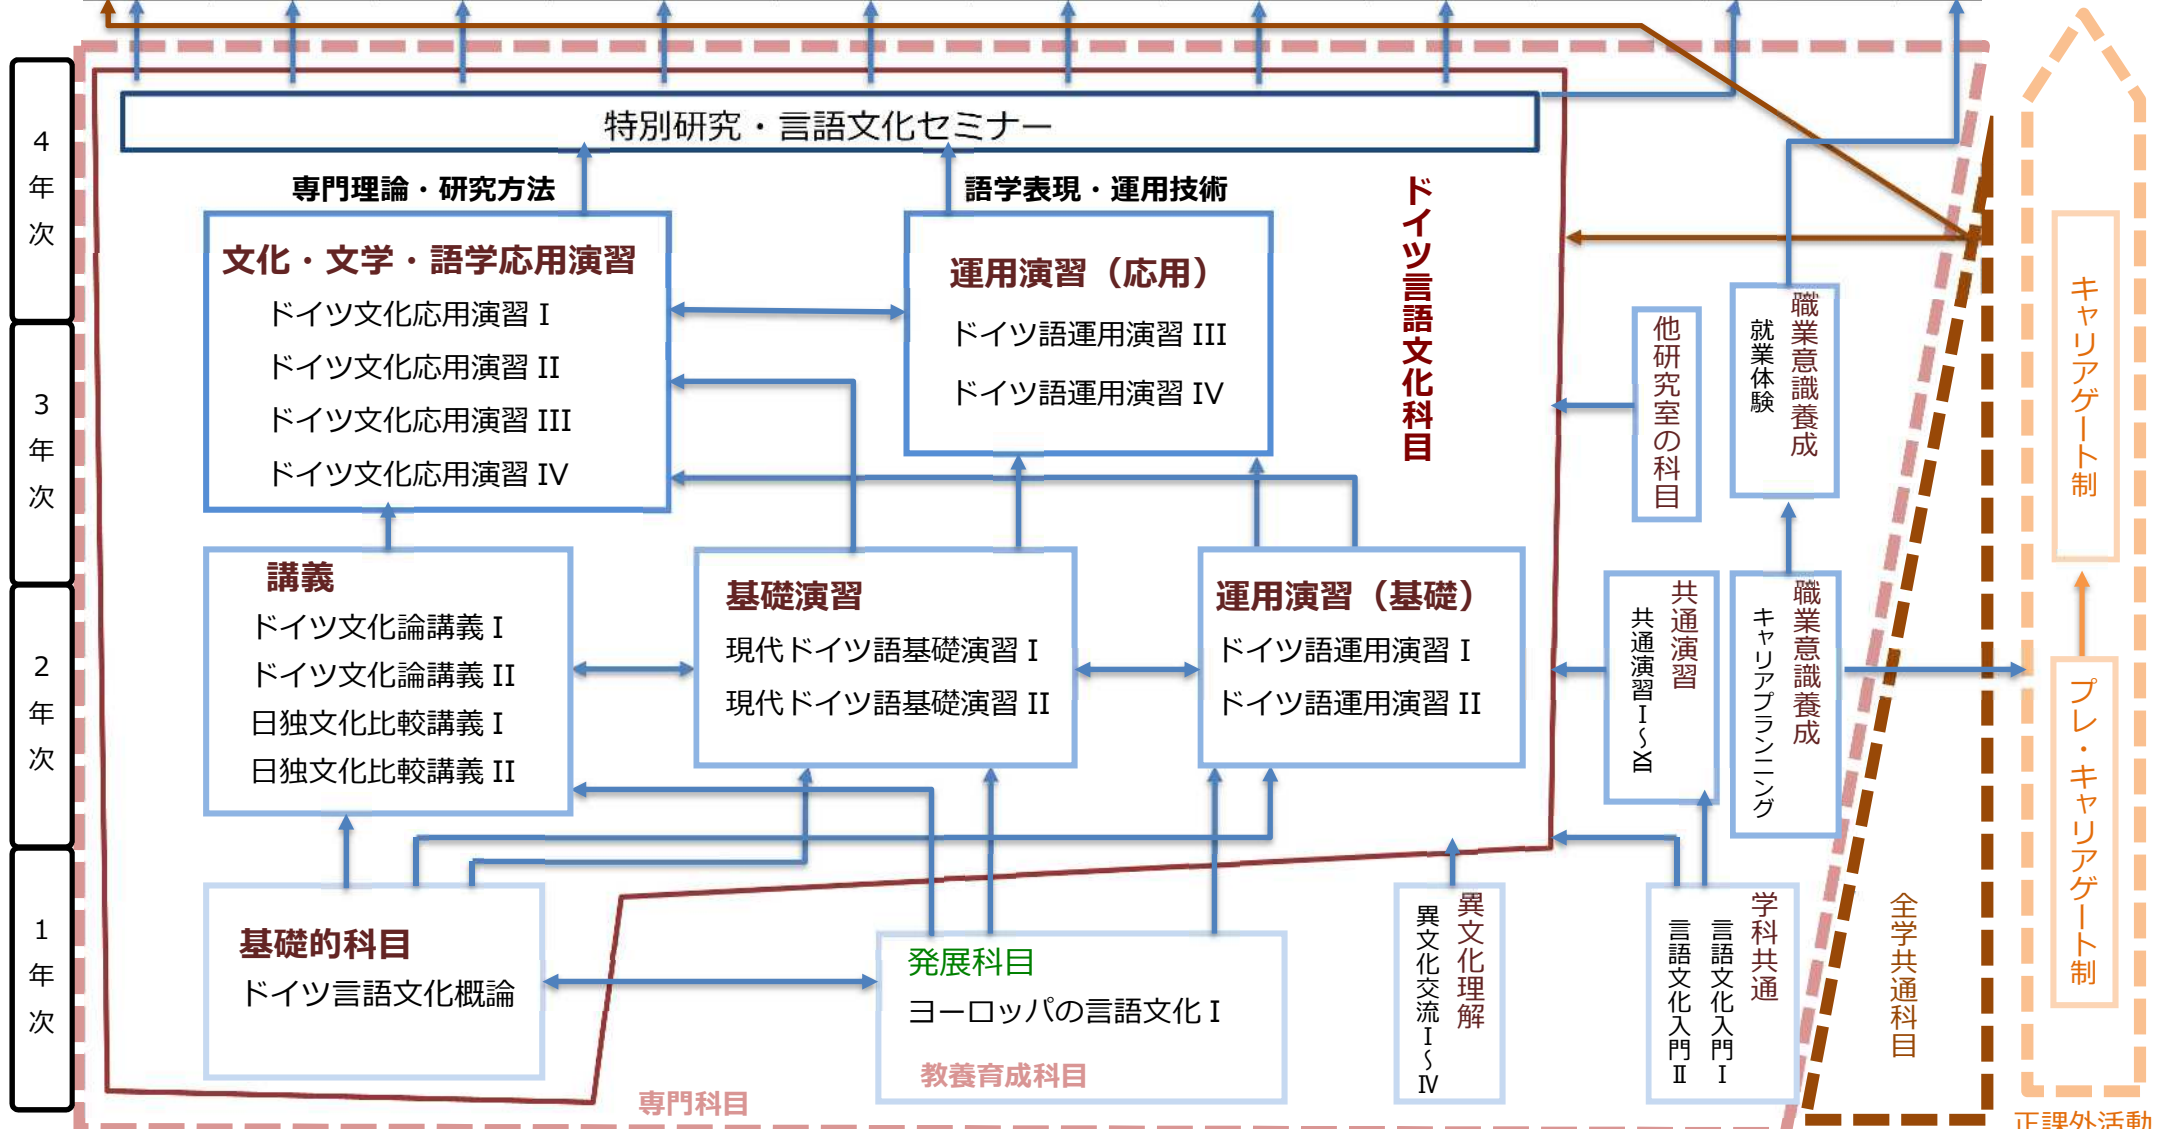 4年次
3年次
2年次
1年次
特別研究・言語文化セミナー
専門理論・研究方法
語学表現・運用技術
文化・文学・語学応用演習
ドイツ文化応用演習 I
ドイツ文化応用演習 II
ドイツ文化応用演習 III
ドイツ文化応用演習 IV
運用演習（応用）
ドイツ語運用演習 III
ドイツ語運用演習 IV
ドイツ言語文化科目
講義
ドイツ文化論講義 I
ドイツ文化論講義 II
日独文化比較講義 I
日独文化比較講義 II
基礎演習
現代ドイツ語基礎演習 I
現代ドイツ語基礎演習 II
運用演習（基礎）
ドイツ語運用演習 I
ドイツ語運用演習 II
基礎的科目
ドイツ言語文化概論
発展科目
ヨーロッパの言語文化 I
教養育成科目
専門科目
他研究室の科目
職業意識養成
就業体験
共通演習
共通演習Ⅰ～Ⅻ
職業意識養成
キャリアプランニング
異文化理解
異文化交流Ⅰ～Ⅳ
学科共通
言語文化入門Ⅰ
言語文化入門Ⅱ
全学共通科目
キャリアゲート制
プレ・キャリアゲート制
正課外活動